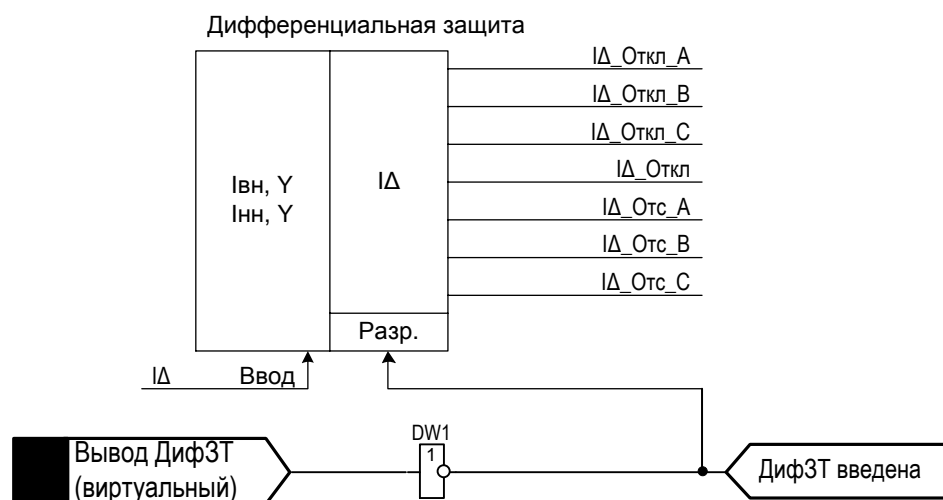 Дифференциальная защита
IΔ_Откл_A
IΔ_Откл_B
IΔ_Откл_C
IΔ_Откл
IΔ_Отс_A
IΔ_Отс_B
IΔ_Отс_C
Iвн, Y
Iнн, Y
IΔ
Разр.
IΔ Ввод
DW1
1
Вывод ДифЗТ
(виртуальный)
ДифЗТ введена